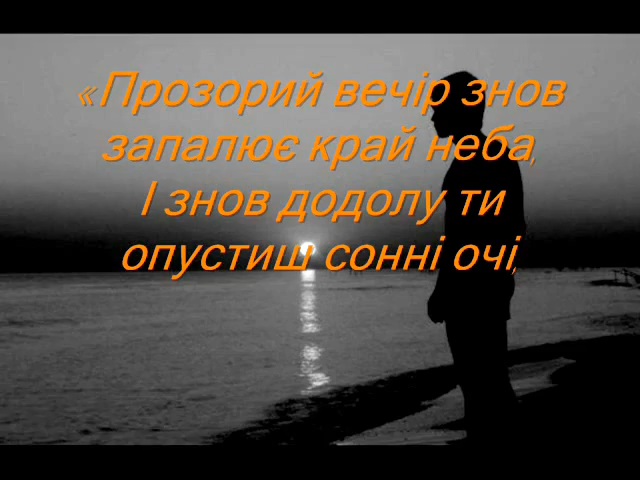 «Прозорий вечір знов
запалює край неба,
І знов додолу ти
опустиш сонні очі,